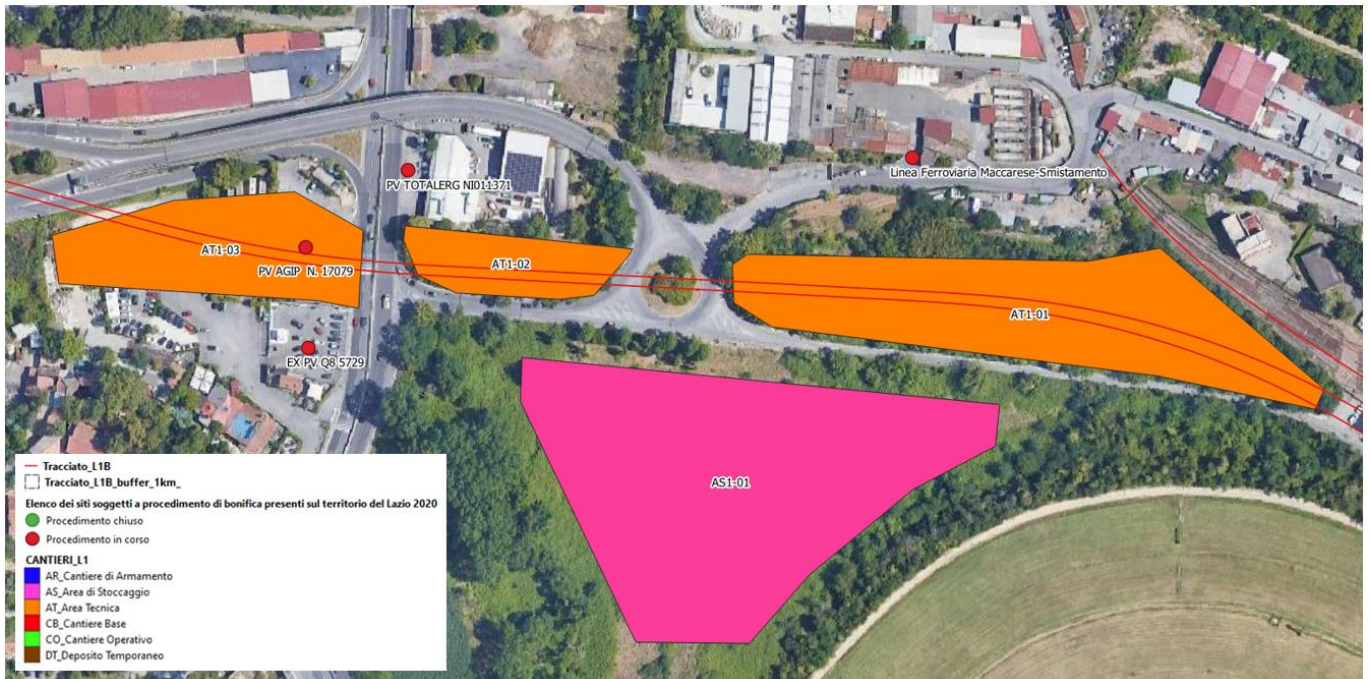 PV TOTALERG NI011371
Linea Ferroviaria Maccarese-Smistamento
AT1-03
PV AGIP N. 17079
AT1-02
AT1-01
EX PV Q8 5729
AS1-01
Tracciato_L1B
Tracciato_L1B_buffer_1km_
Elenco dei siti soggetti a procedimento di bonifica presenti sul territorio del Lazio 2020
Procedimento chiuso
Procedimento in corso
CANTIERI_L1
AR_Cantiere di Armamento
AS_Area di Stoccaggio
AT_Area Tecnica
CB_Cantiere Base
CO_Cantiere Operativo
DT_Deposito Temporaneo